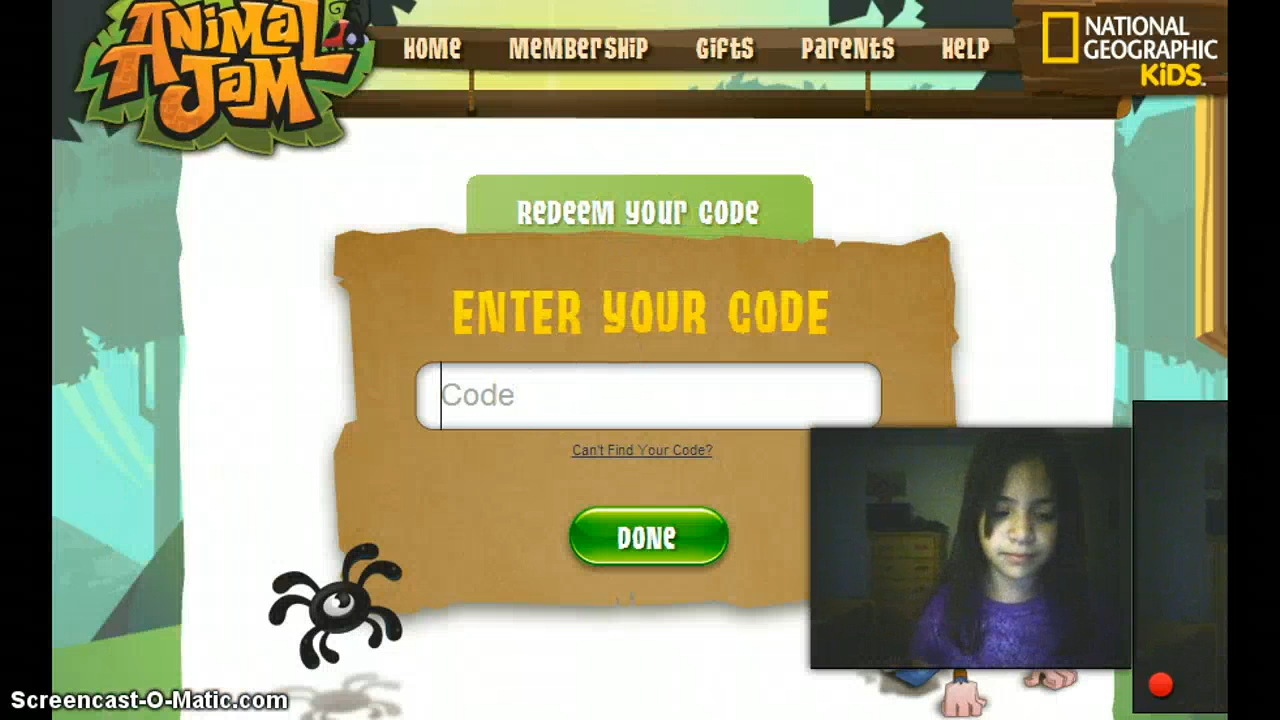 ANIMAL
JAM
HOME MEMBERSHIP GIFTS PARENTS HELP
NATIONAL
GEOGRAPHIC
KiDS
REDEEM YOUR CODE
ENTER YOUR CODE
Code
Can't Find Your Code?
DONE
Screencast-O-Matic.com